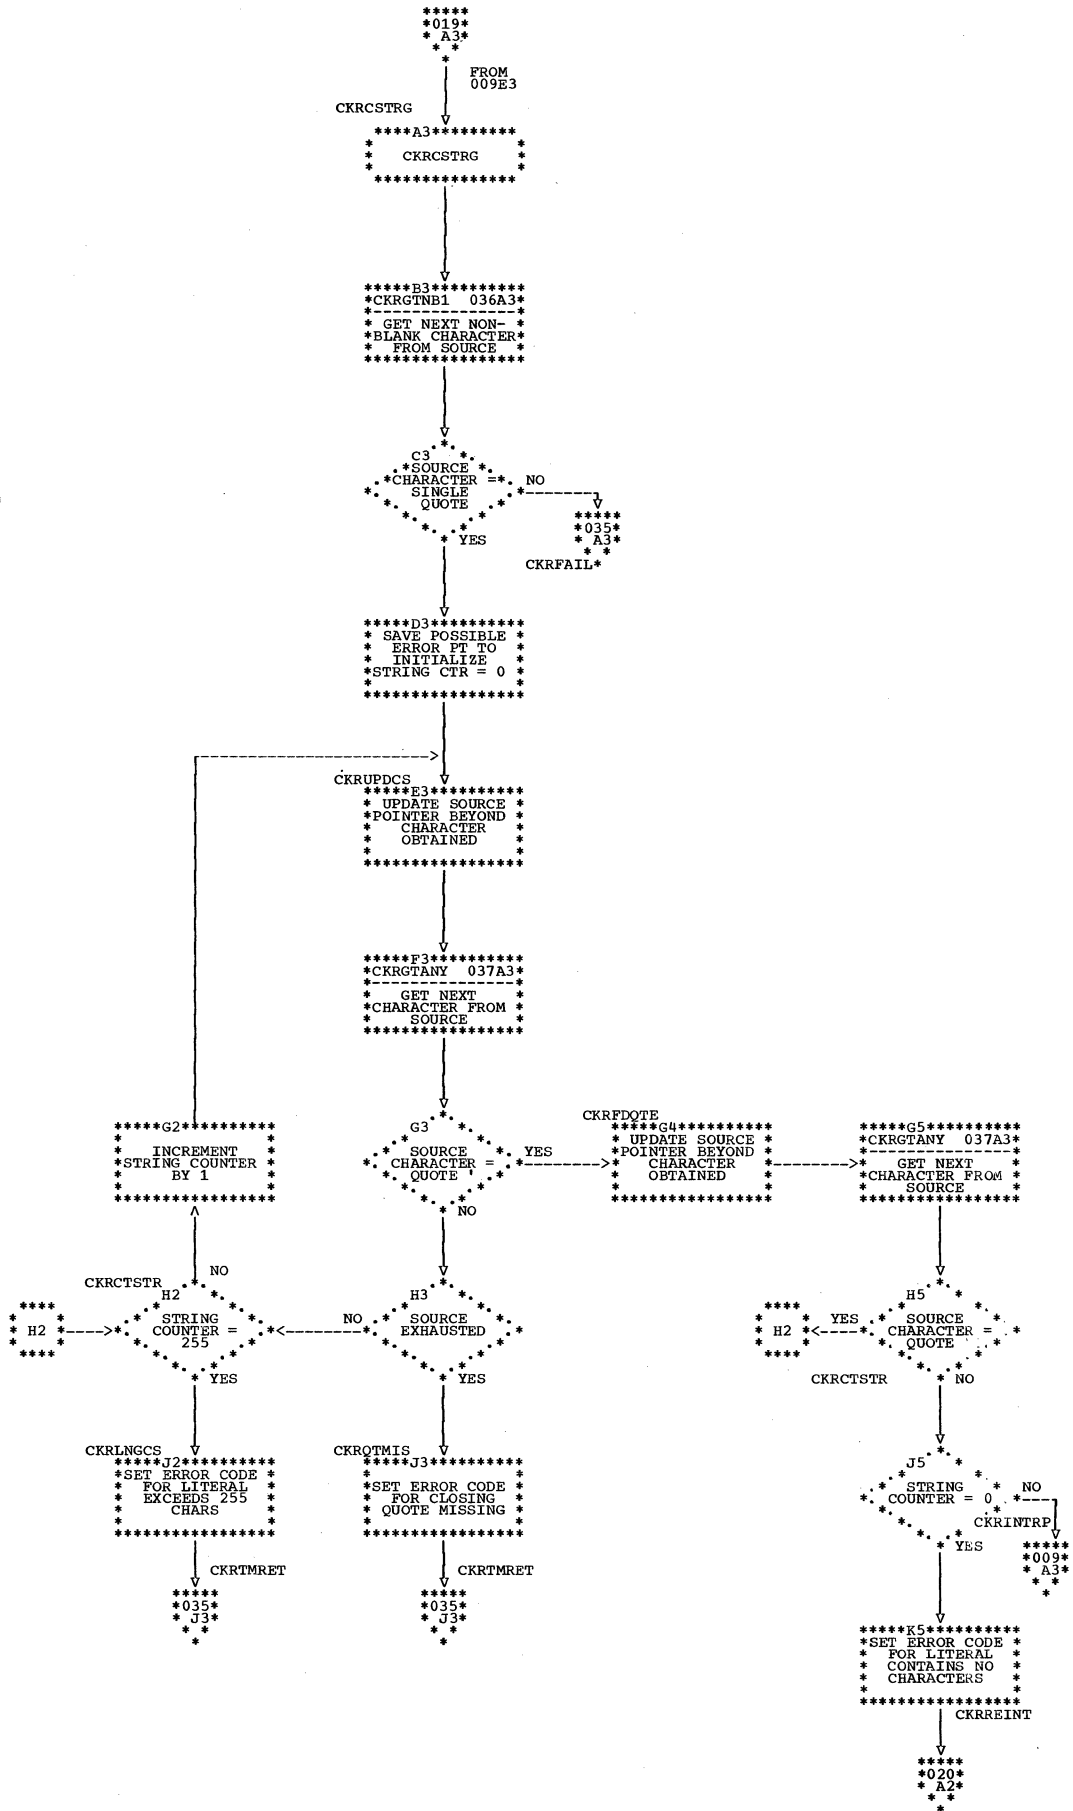 *****
*019*
* A3*
* *
*
FROM
009E3
CKRCSTRG
****A3*********
* CKRCSTRG *
***************
*****B3**********
*CKRGTNB1 036A3*
*---------------*
* GET NEXT NON- *
*BLANK CHARACTER*
* FROM SOURCE *
*****************
C3
SOURCE
CHARACTER =
SINGLE
QUOTE
NO
YES
*****
*035*
* A3*
* *
CKRFAIL*
*****D3**********
* SAVE POSSIBLE *
* ERROR PT TO *
* INITIALIZE *
*STRING CTR = 0 *
*****************
CKRUPDCS
*****E3**********
* UPDATE SOURCE *
*POINTER BEYOND *
* CHARACTER *
* OBTAINED *
*****************
*****F3**********
*CKRGTANY 037A3*
*---------------*
* GET NEXT *
*CHARACTER FROM *
* SOURCE *
*****************
*****G2**********
* INCREMENT *
*STRING COUNTER *
* BY 1 *
*****************
G3
SOURCE
CHARACTER =
QUOTE '
YES
NO
CKRFDQTE
*****G4**********
* UPDATE SOURCE *
*POINTER BEYOND *
* CHARACTER *
* OBTAINED *
*****************
*****G5**********
*CKRGTANY 037A3*
*---------------*
* GET NEXT *
*CHARACTER FROM *
* SOURCE *
*****************
****
* H2 *
****
CKRCTSTR
NO
H2
STRING
COUNTER =
255
YES
H3
SOURCE
EXHAUSTED
NO
YES
****
* H2 *
****
YES
H5
SOURCE
CHARACTER =
QUOTE '
CKRCTSTR
NO
CKRLNGCS
*****J2**********
*SET ERROR CODE *
* FOR LITERAL *
* EXCEEDS 255 *
* CHARS *
*****************
CKRTMRET
*****
*035*
* J3*
* *
*
CKRQTMIS
*****J3**********
*SET ERROR CODE *
* FOR CLOSING *
* QUOTE MISSING *
*****************
CKRTMRET
*****
*035*
* J3*
* *
*
J5
STRING
COUNTER = 0
NO
CKRINTRP
YES
*****
*009*
* A3*
* *
*
*****K5**********
*SET ERROR CODE *
* FOR LITERAL *
* CONTAINS NO *
* CHARACTERS *
*****************
CKRREINT
*****
*020*
* A2*
* *
*